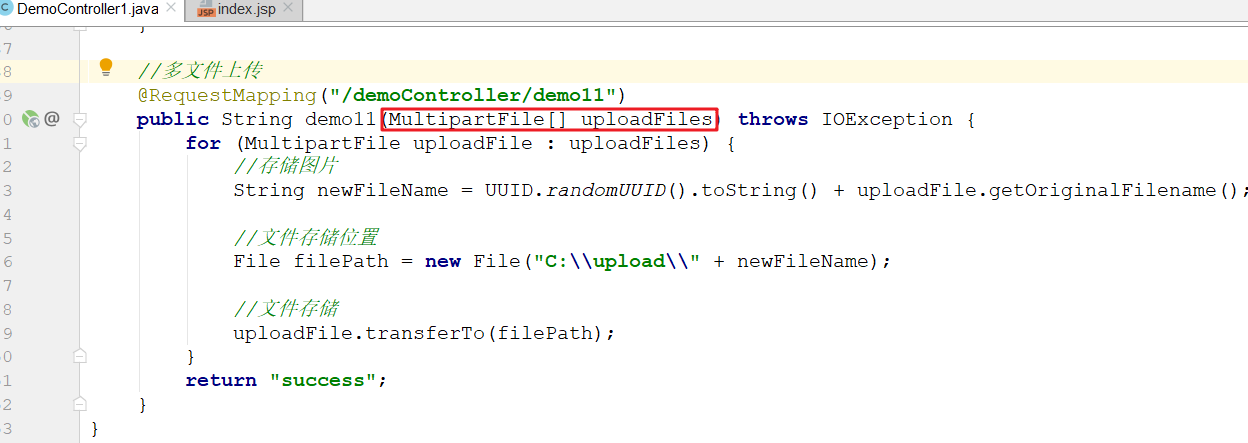 DemoController1.java × index.jsp ×
}
7
8 //多文件上传
9 @RequestMapping("/demoController/demo11")
0 @ public String demo11(MultipartFile[] uploadFiles) throws IOException {
1 for (MultipartFile uploadFile : uploadFiles) {
2 //存储图片
3 String newFileName = UUID.randomUUID().toString() + uploadFile.getOriginalFilename();
4
5 //文件存储位置
6 File filePath = new File("C:\\upload\\" + newFileName);
7
8 //文件存储
9 uploadFile.transferTo(filePath);
0 }
1 return "success";
2 }
3 }